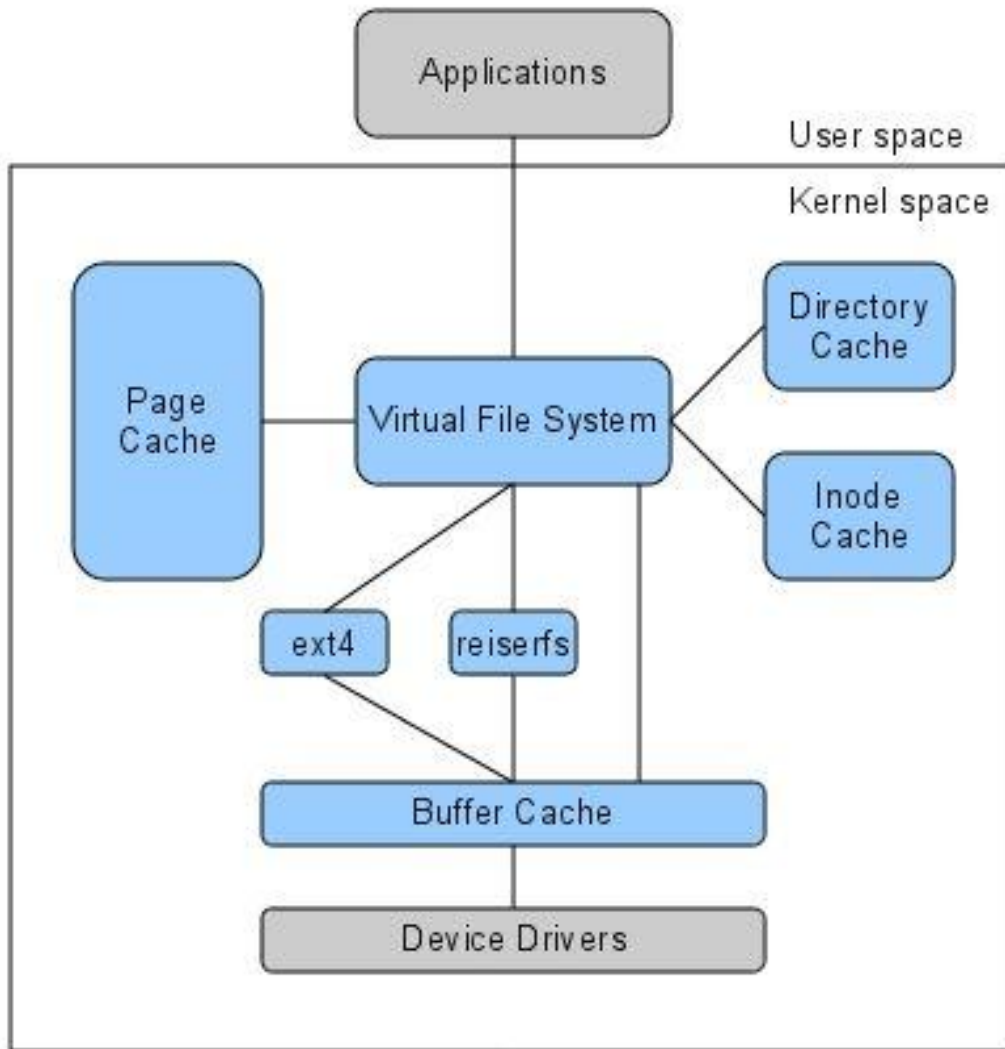 Applications
User space
Kernel space
Directory
Cache
Page
Cache
Virtual File System
Inode
Cache
ext4
reiserfs
Buffer Cache
Device Drivers